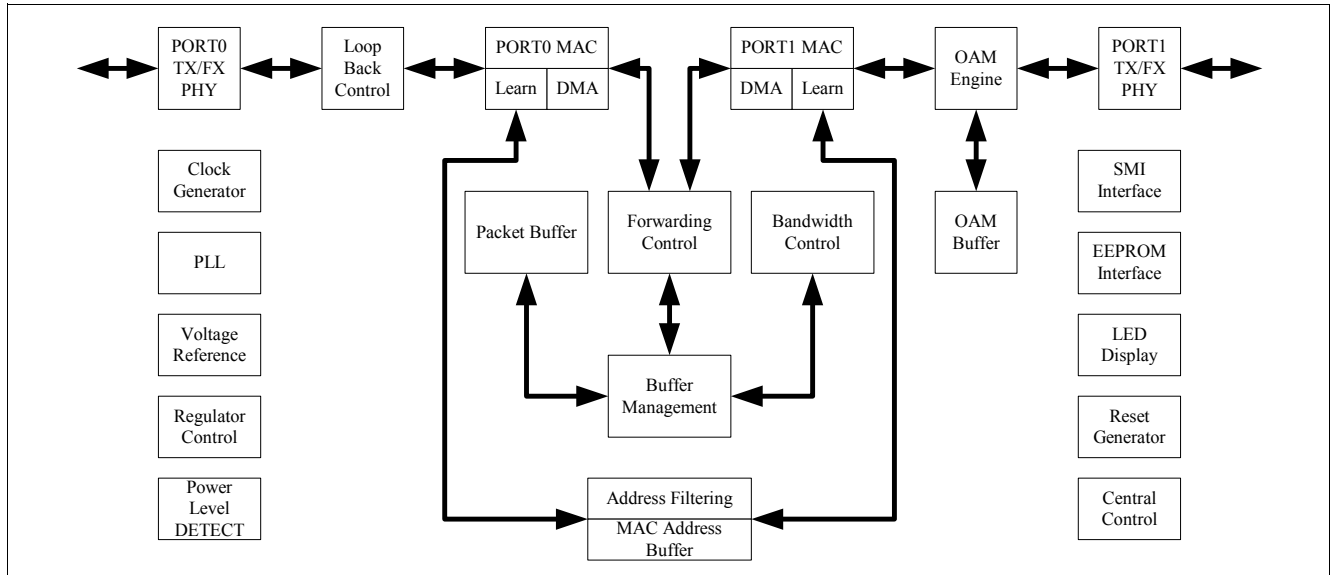 PORT0
TX/FX
PHY
Loop
Back
Control
PORT0 MAC
Learn
DMA
PORT1 MAC
DMA
Learn
OAM
Engine
PORT1
TX/FX
PHY
Clock
Generator
Packet Buffer
Forwarding
Control
Bandwidth
Control
OAM
Buffer
SMI
Interface
PLL
EEPROM
Interface
Voltage
Reference
Buffer
Management
LED
Display
Regulator
Control
Reset
Generator
Power
Level
DETECT
Address Filtering
MAC Address
Buffer
Central
Control